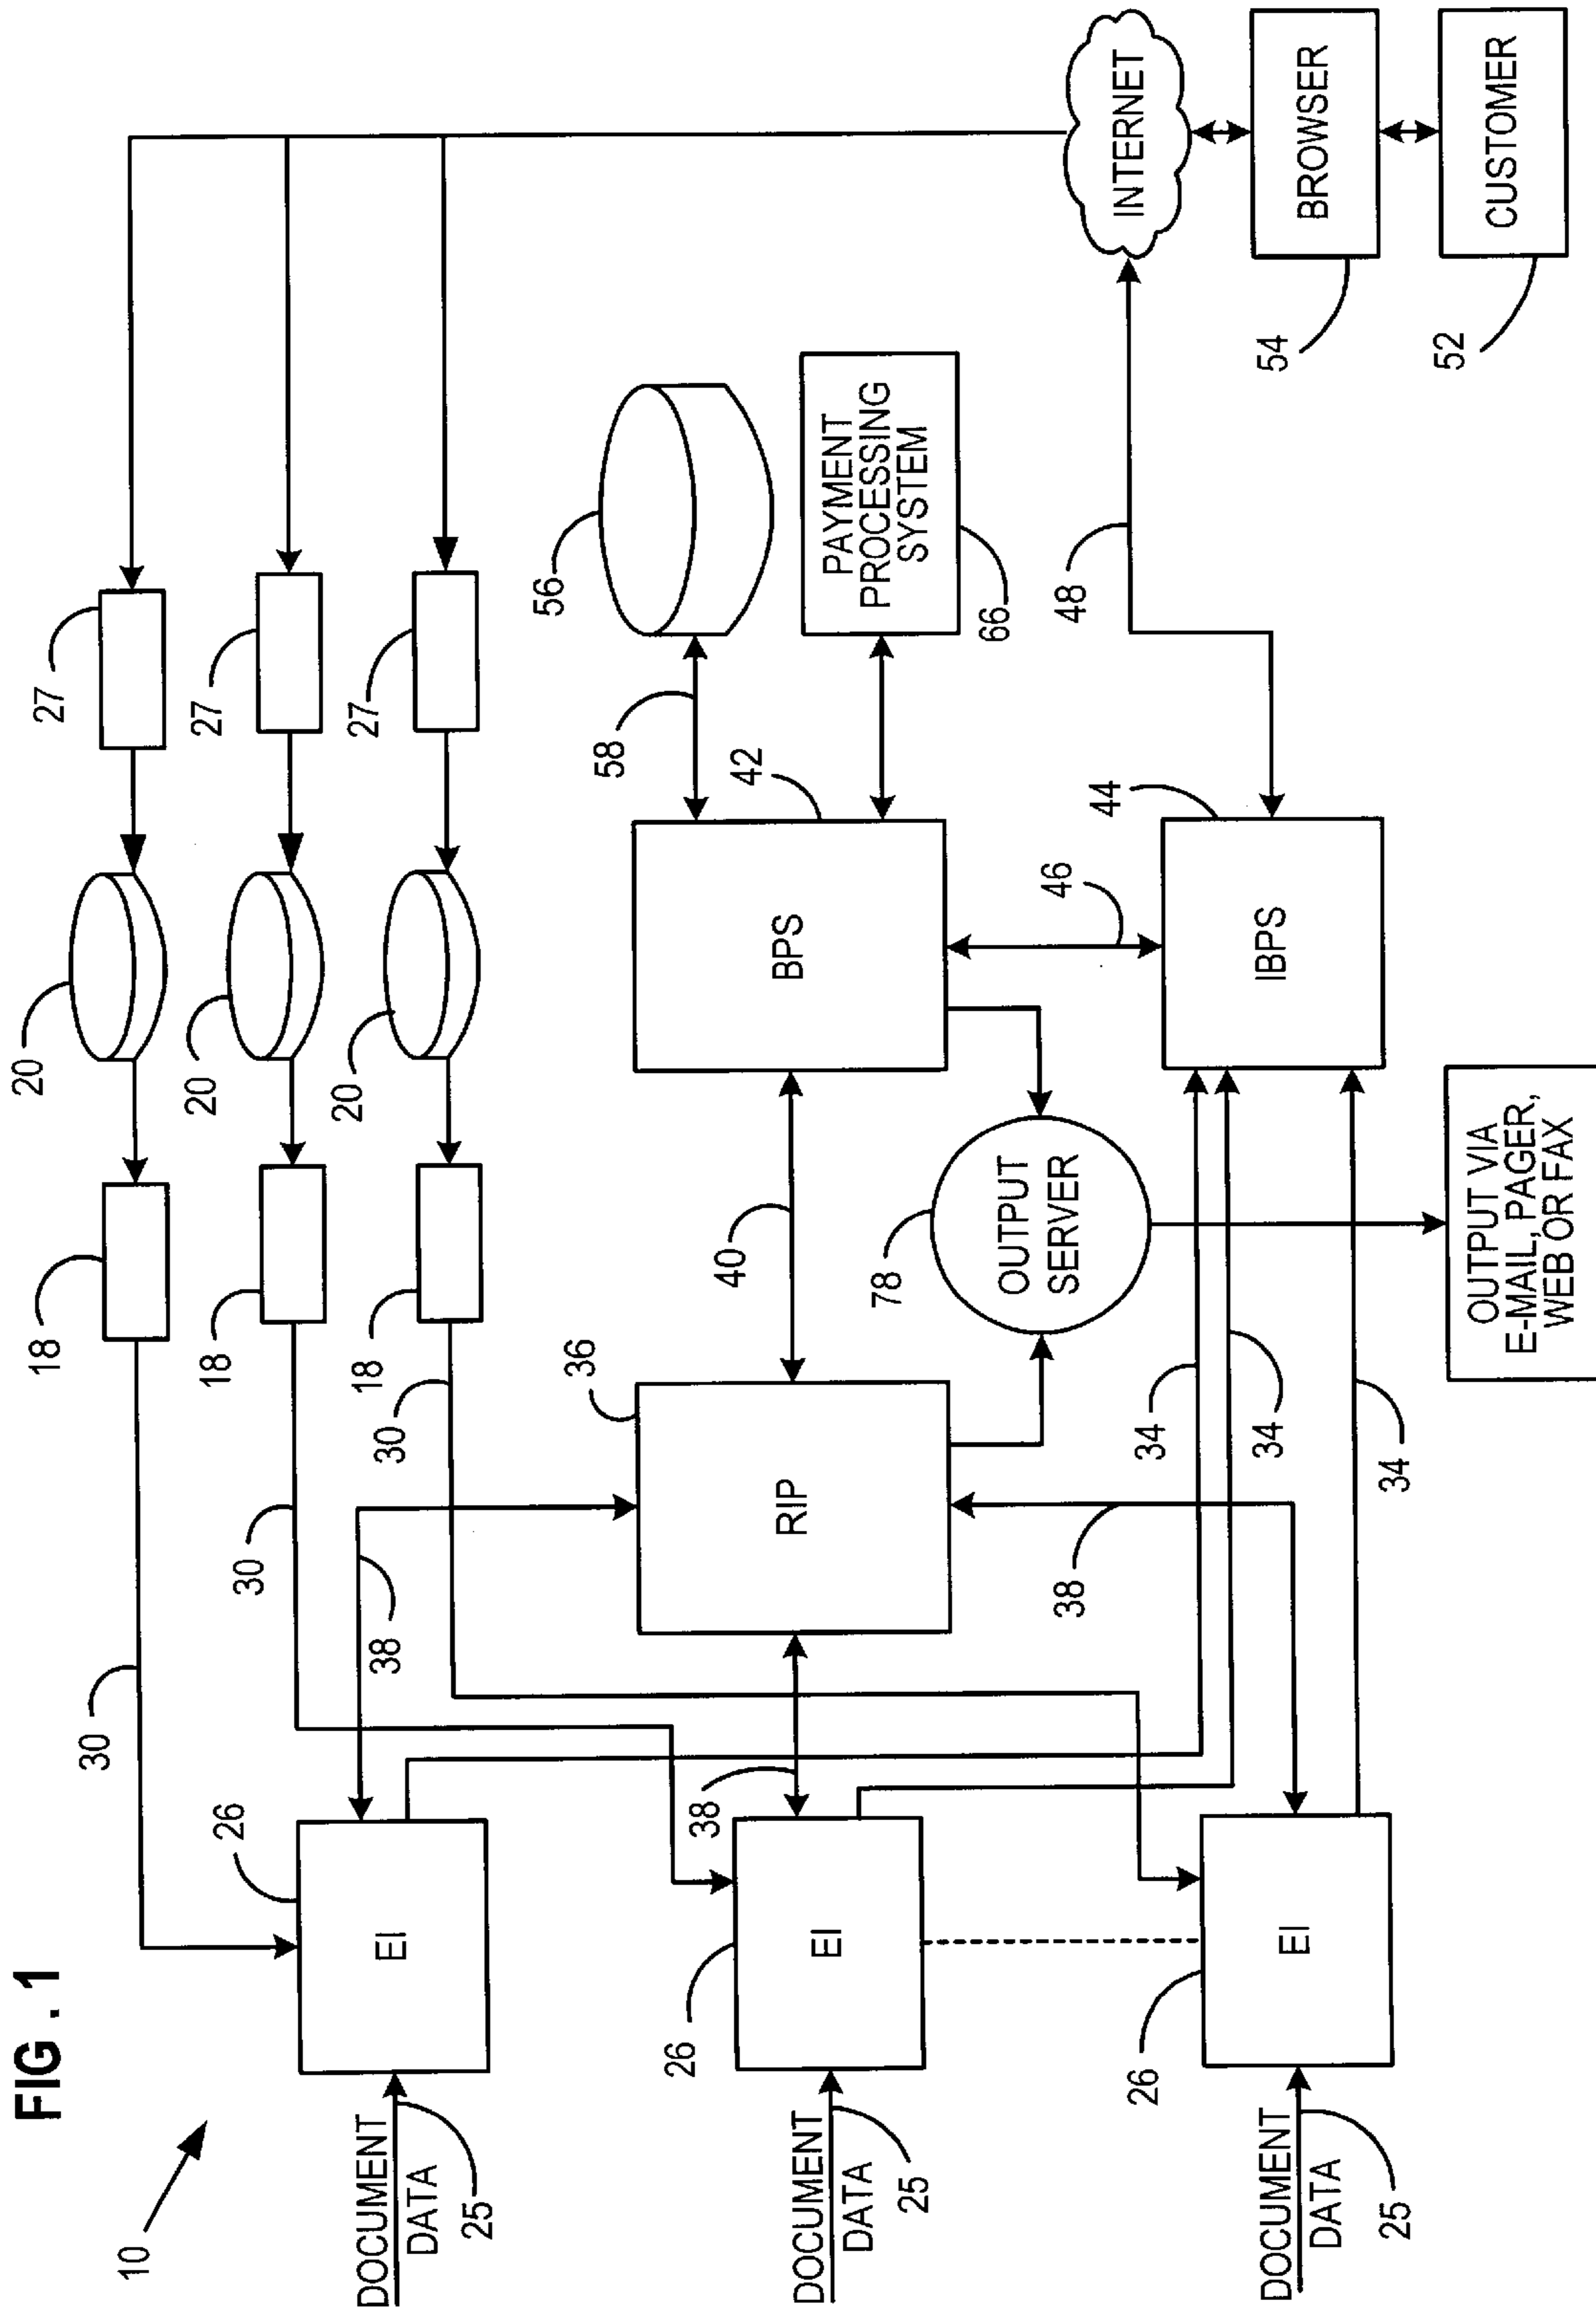 FIG. 1
10
DOCUMENT
DATA
25
DOCUMENT
DATA
25
DOCUMENT
DATA
25
26
EI
26
EI
26
EI
30
30
30
38
38
38
18
18
18
20
20
20
27
27
27
36
RIP
40
34
34
34
78
OUTPUT
SERVER
OUTPUT VIA
E-MAIL, PAGER,
WEB OR FAX
42
BPS
46
44
IBPS
58
56
PAYMENT
PROCESSING
SYSTEM
66
48
INTERNET
BROWSER
54
CUSTOMER
52